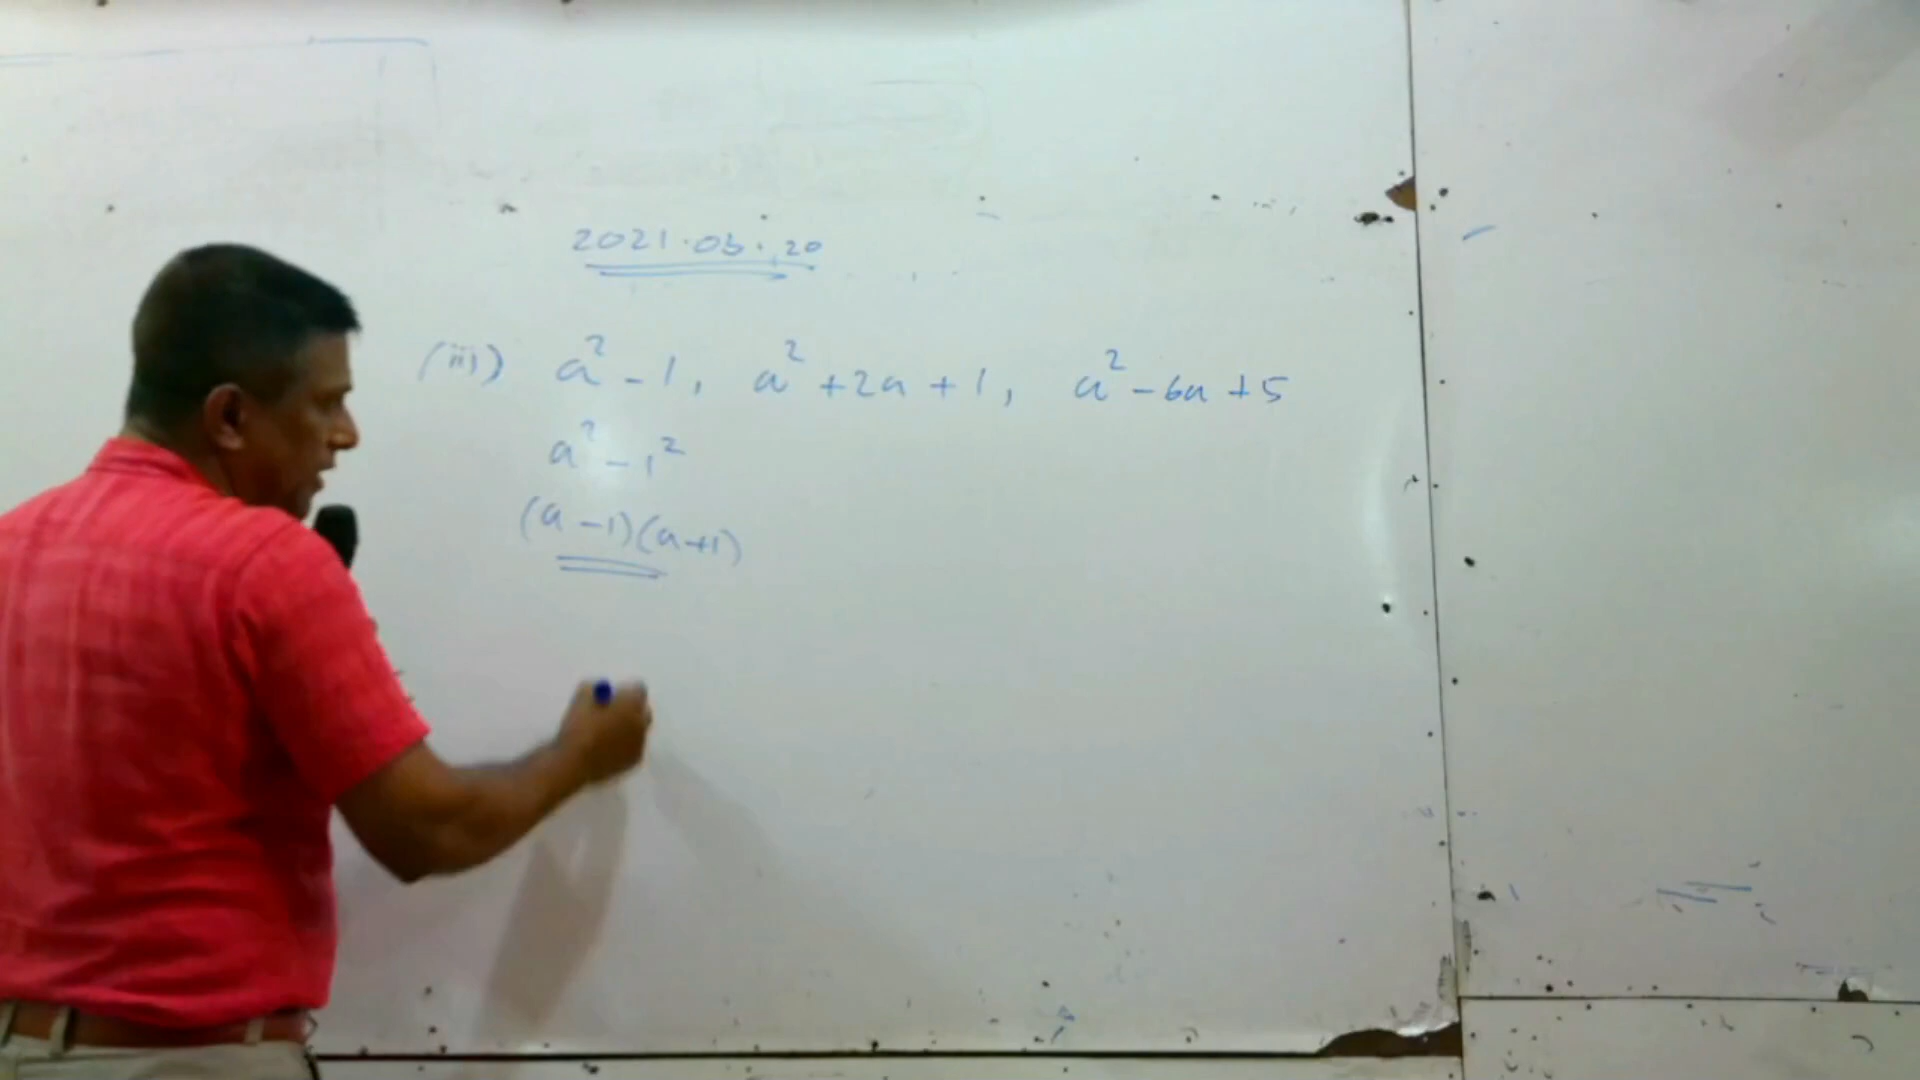 2021.03.20
(iii) a² - 1, a² + 2a + 1, a² - 6a + 5
a² - 1²
(a - 1)(a + 1)